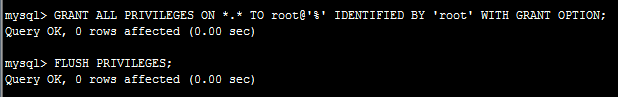 mysql> GRANT ALL PRIVILEGES ON *.* TO root@'%' IDENTIFIED BY 'root' WITH GRANT OPTION;
Query OK, 0 rows affected (0.00 sec)
mysql> FLUSH PRIVILEGES;
Query OK, 0 rows affected (0.00 sec)